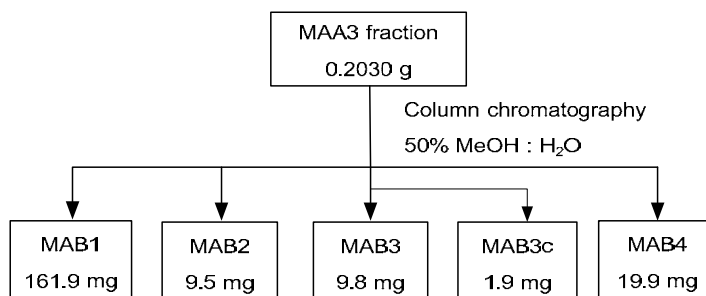 MAA3 fraction
0.2030 g
Column chromatography
50% MeOH : H₂O
MAB1
161.9 mg
MAB2
9.5 mg
MAB3
9.8 mg
MAB3c
1.9 mg
MAB4
19.9 mg